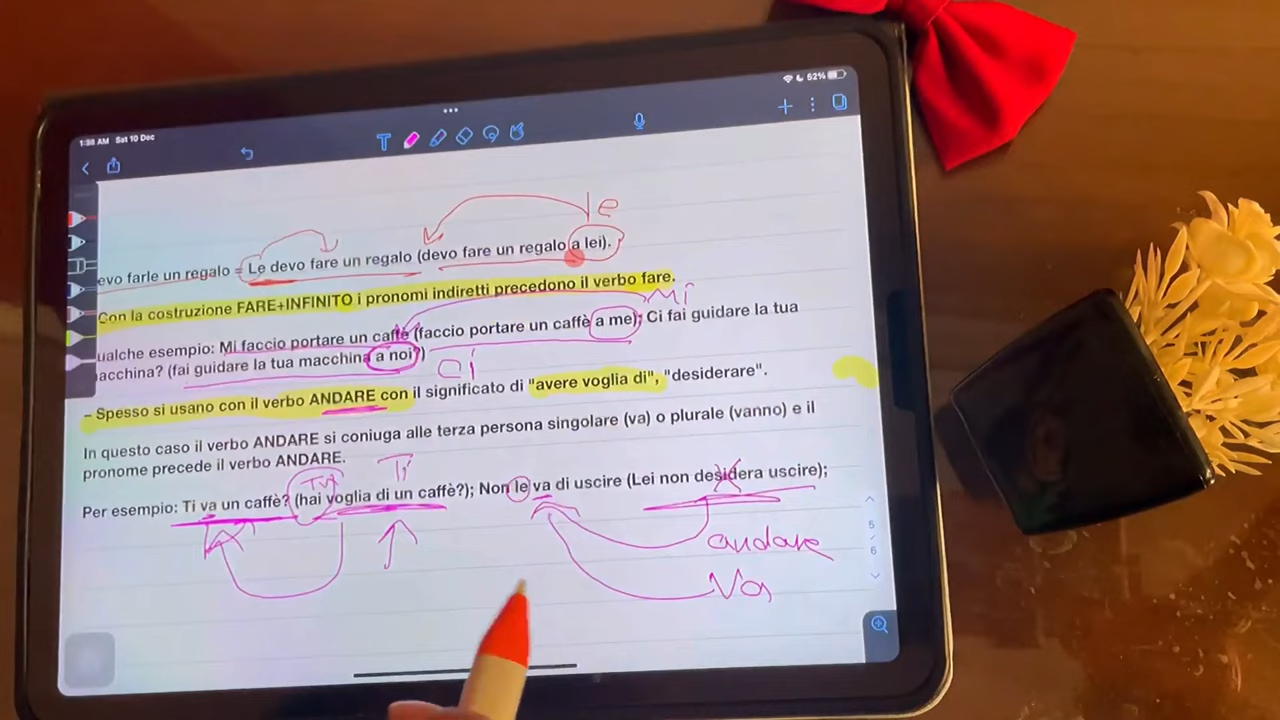 1:38 AM Sat 10 Dec
62%
le
evo farle un regalo = Le devo fare un regalo (devo fare un regalo a lei).
Con la costruzione FARE+INFINITO i pronomi indiretti precedono il verbo fare.
Mi
ualche esempio: Mi faccio portare un caffè (faccio portare un caffè a me); Ci fai guidare la tua
acchina? (fai guidare la tua macchina a noi?)
ci
– Spesso si usano con il verbo ANDARE con il significato di "avere voglia di", "desiderare".
In questo caso il verbo ANDARE si coniuga alle terza persona singolare (va) o plurale (vanno) e il
pronome precede il verbo ANDARE.
Tu Ti
Per esempio: Ti va un caffè? (hai voglia di un caffè?); Non le va di uscire (Lei non desidera uscire);
andare
Va
5
6